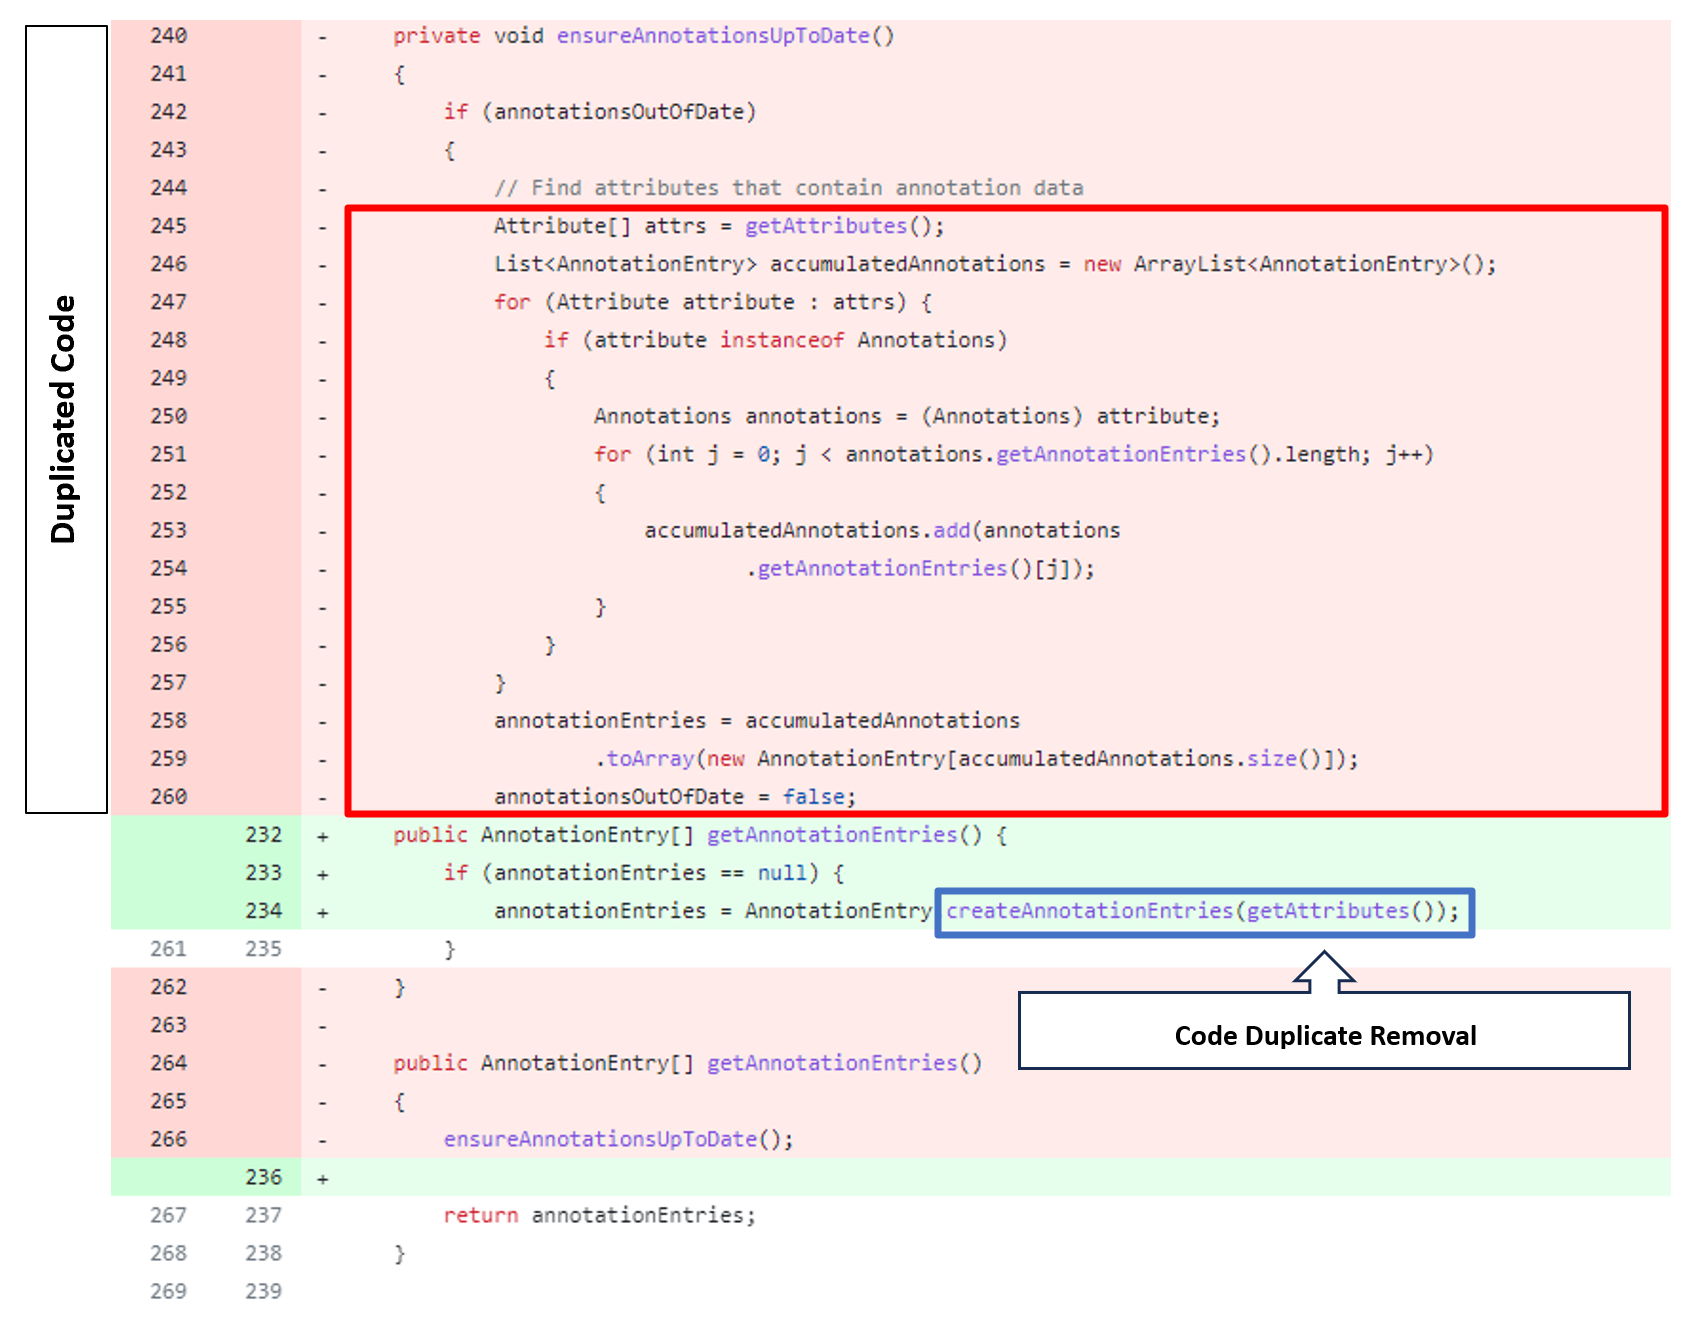 Duplicated Code
240 - private void ensureAnnotationsUpToDate()
241 - {
242 - if (annotationsOutOfDate)
243 - {
244 - // Find attributes that contain annotation data
245 - Attribute[] attrs = getAttributes();
246 - List<AnnotationEntry> accumulatedAnnotations = new ArrayList<AnnotationEntry>();
247 - for (Attribute attribute : attrs) {
248 - if (attribute instanceof Annotations)
249 - {
250 - Annotations annotations = (Annotations) attribute;
251 - for (int j = 0; j < annotations.getAnnotationEntries().length; j++)
252 - {
253 - accumulatedAnnotations.add(annotations
254 - .getAnnotationEntries()[j]);
255 - }
256 - }
257 - }
258 - annotationEntries = accumulatedAnnotations
259 - .toArray(new AnnotationEntry[accumulatedAnnotations.size()]);
260 - annotationsOutOfDate = false;
232 + public AnnotationEntry[] getAnnotationEntries() {
233 + if (annotationEntries == null) {
234 + annotationEntries = AnnotationEntry createAnnotationEntries(getAttributes());
261 235 }
262 - }
263 -
Code Duplicate Removal
264 - public AnnotationEntry[] getAnnotationEntries()
265 - {
266 - ensureAnnotationsUpToDate();
236 +
267 237 return annotationEntries;
268 238 }
269 239